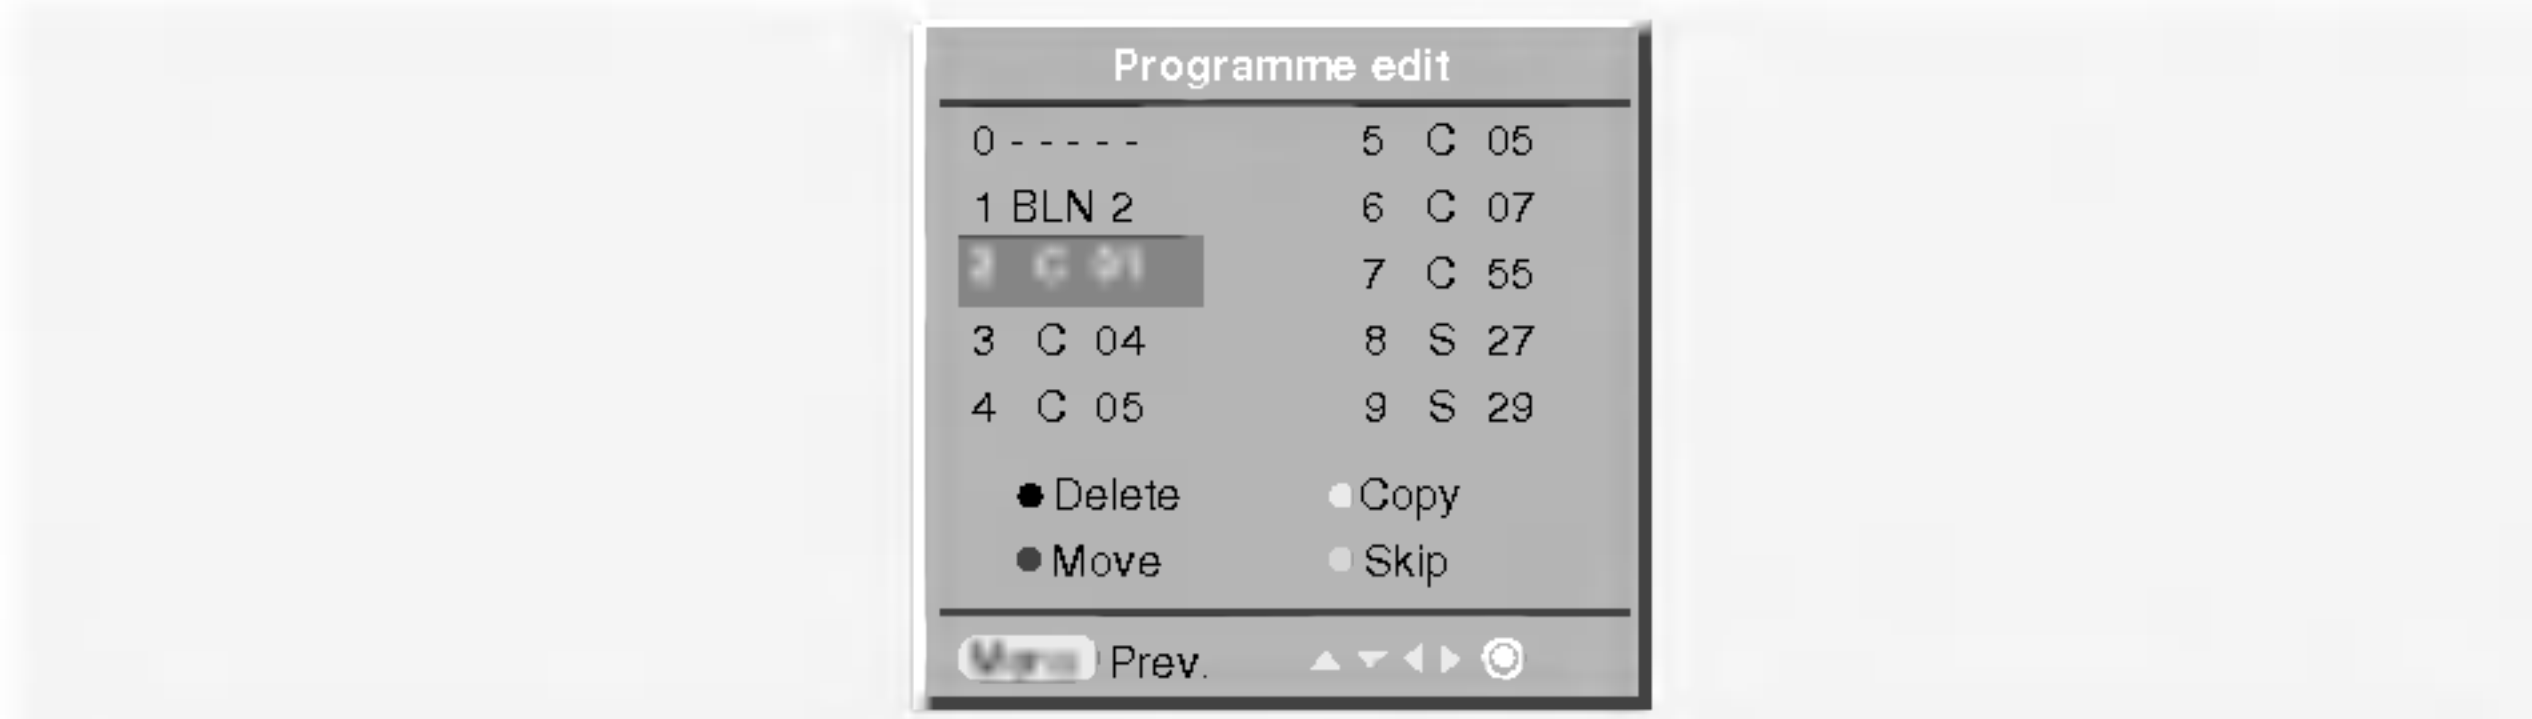 Programme edit
0 - - - - -
1 BLN 2
3 C 04
4 C 05
5 C 05
6 C 07
7 C 55
8 S 27
9 S 29
Delete
Copy
Move
Skip
Prev.